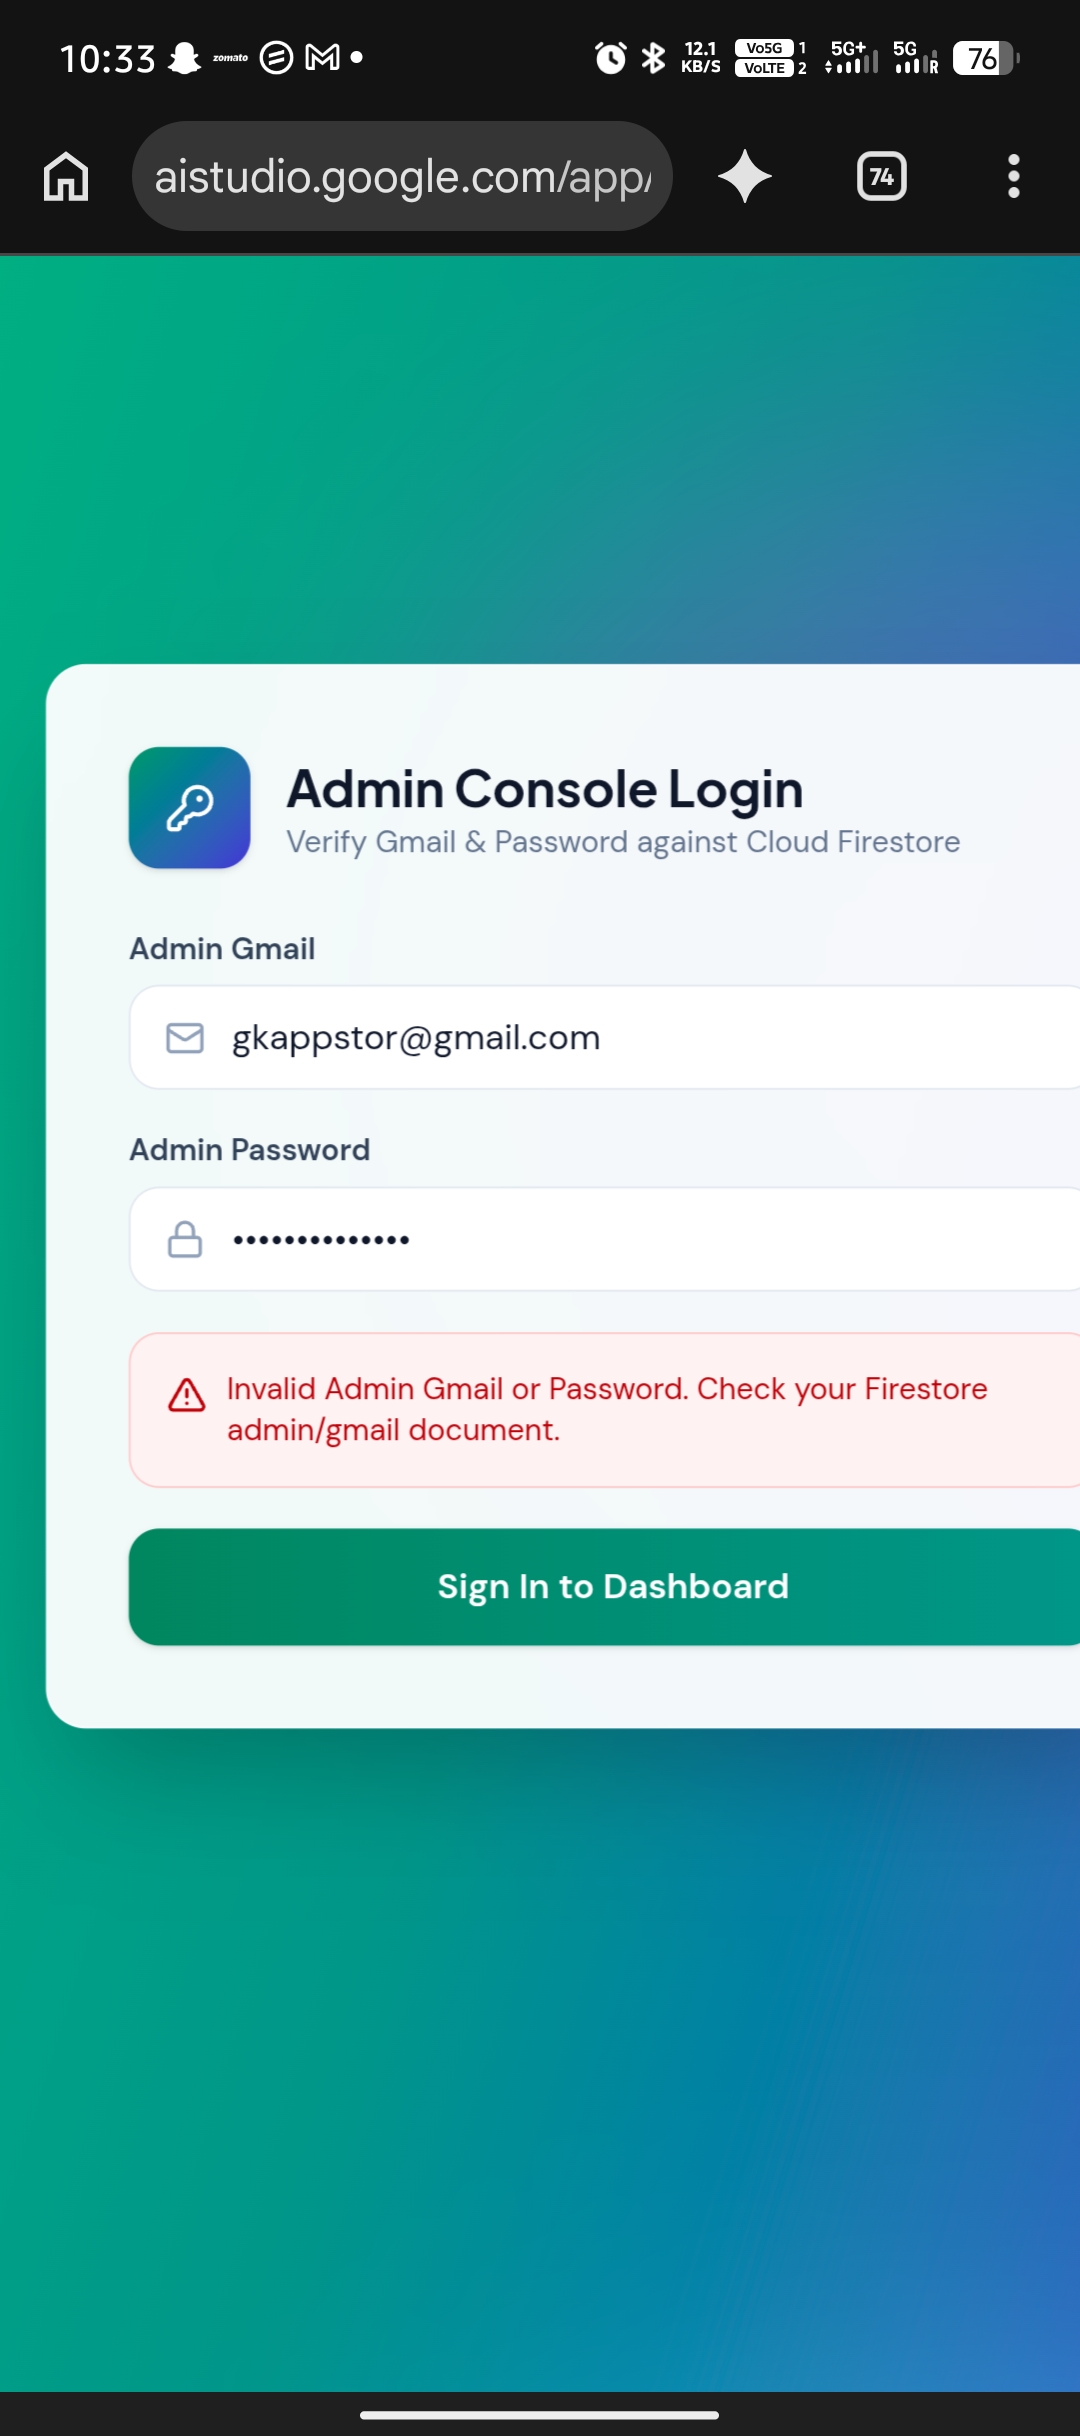 10:33 zomato 12.1 KB/S Vo5G 1 VoLTE 2 5G+ 5G R 76
aistudio.google.com/app/ 74
Admin Console Login
Verify Gmail & Password against Cloud Firestore
Admin Gmail
gkappstor@gmail.com
Admin Password
••••••••••••••
Invalid Admin Gmail or Password. Check your Firestore
admin/gmail document.
Sign In to Dashboard